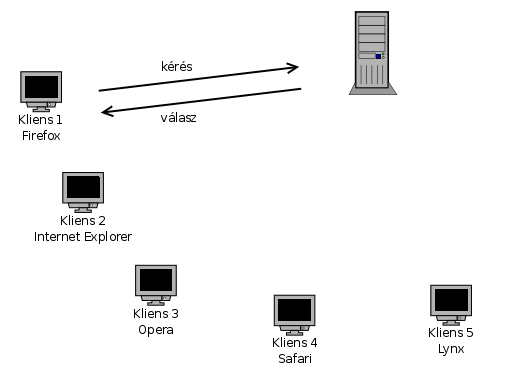 kérés
válasz
Kliens 1
Firefox
Kliens 2
Internet Explorer
Kliens 3
Opera
Kliens 4
Safari
Kliens 5
Lynx